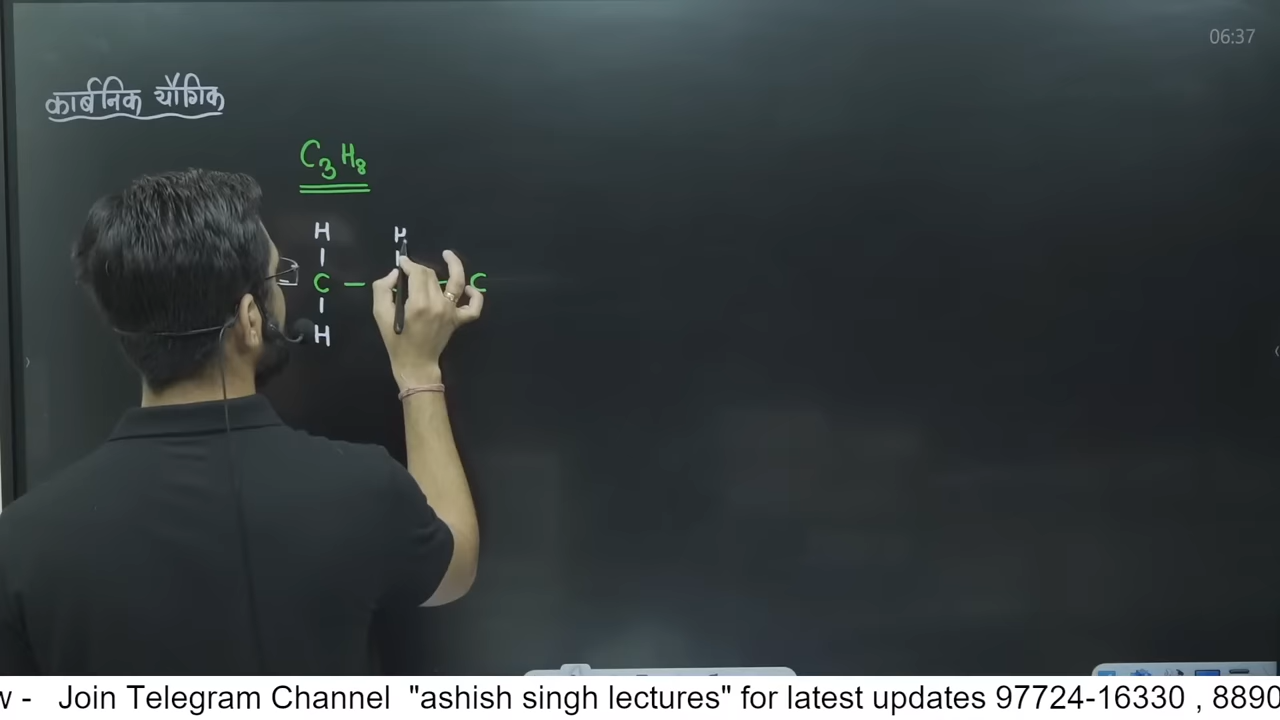 06:37
कार्बनिक यौगिक
C₃H₈
H H
C — — C
H
w - Join Telegram Channel "ashish singh lectures" for latest updates 97724-16330 , 8890